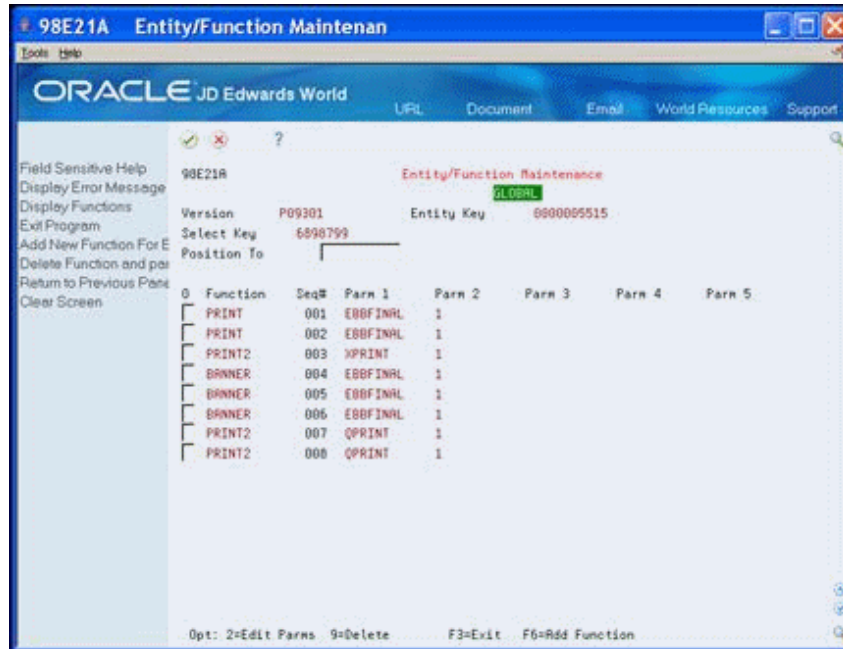 98E21A Entity/Function Maintenan
Tools Help
ORACLE JD Edwards World
URL Document Email World Resources Support
?
Field Sensitive Help
Display Error Message
Display Functions
Exit Program
Add New Function For E
Delete Function and par
Return to Previous Pane
Clear Screen
98E21A Entity/Function Maintenance
GLOBAL
Version P09301 Entity Key 0000005515
Select Key 6898799
Position To
O Function Seq# Parm 1 Parm 2 Parm 3 Parm 4 Parm 5
PRINT 001 EBBFINAL 1
PRINT 002 EBBFINAL 1
PRINT2 003 XPRINT 1
BANNER 004 EBBFINAL 1
BANNER 005 EBBFINAL 1
BANNER 006 EBBFINAL 1
PRINT2 007 QPRINT 1
PRINT2 008 QPRINT 1
Opt: 2=Edit Parms 9=Delete F3=Exit F6=Add Function